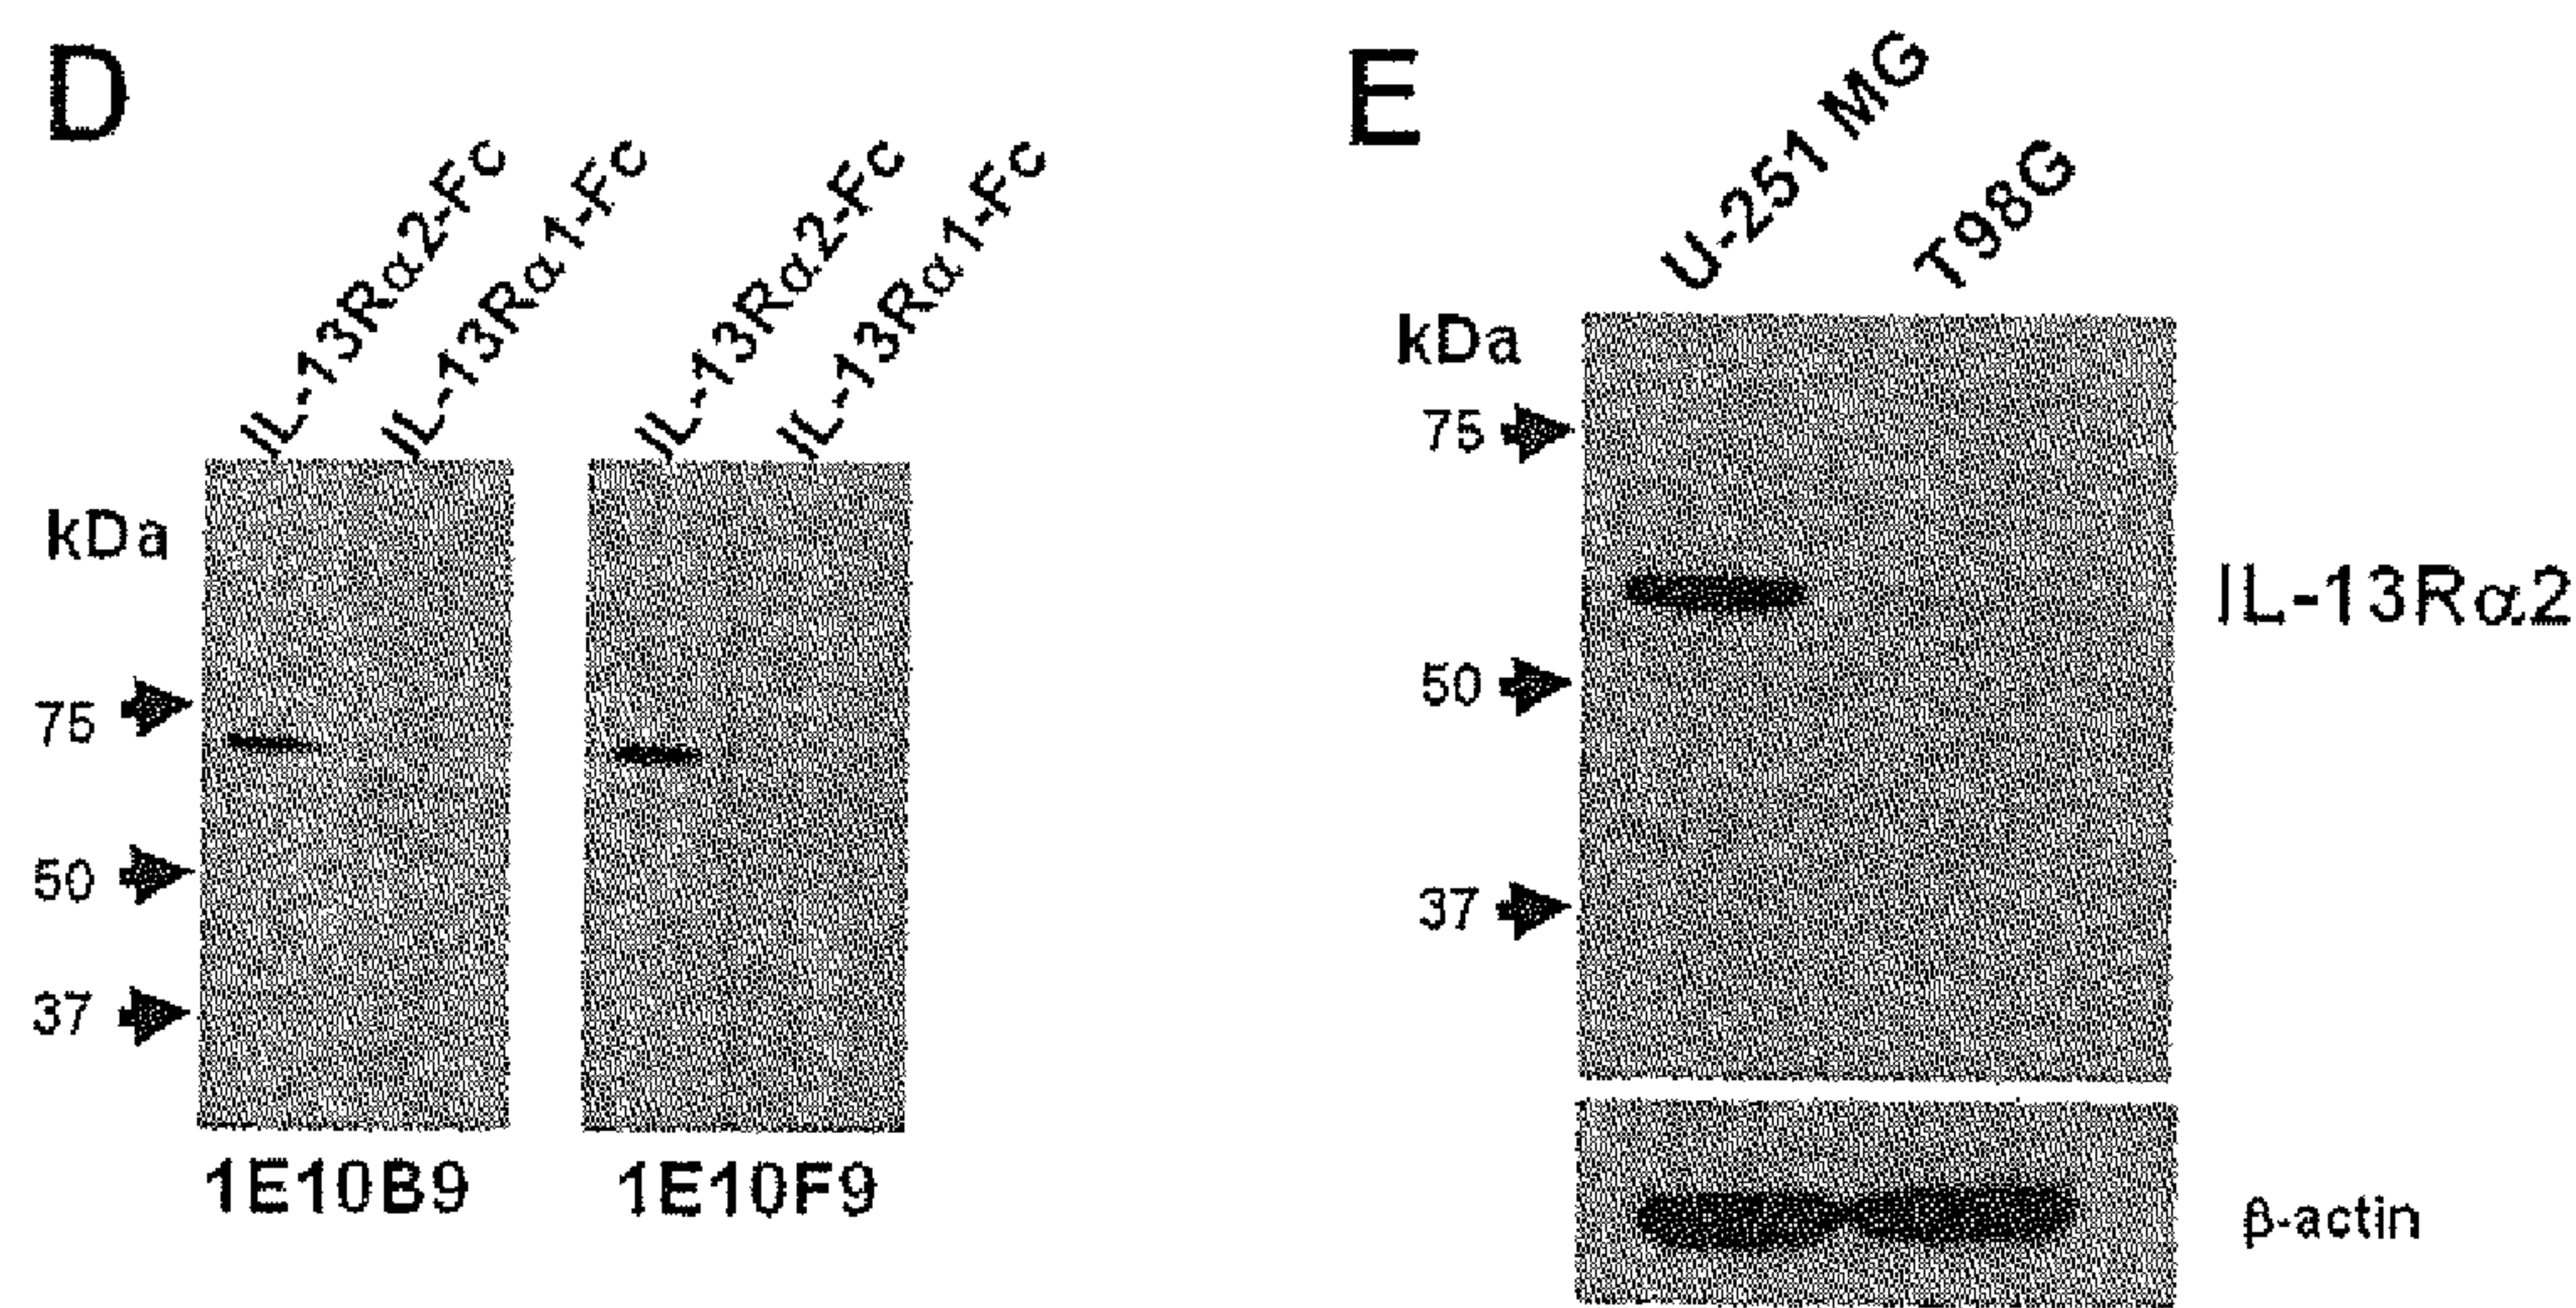 D
IL-13Rα2-Fc
IL-13Rα1-Fc
IL-13Rα2-Fc
IL-13Rα1-Fc
kDa
75
50
37
1E10B9
1E10F9
E
U-251 MG
T98G
kDa
75
50
37
IL-13Rα2
β-actin